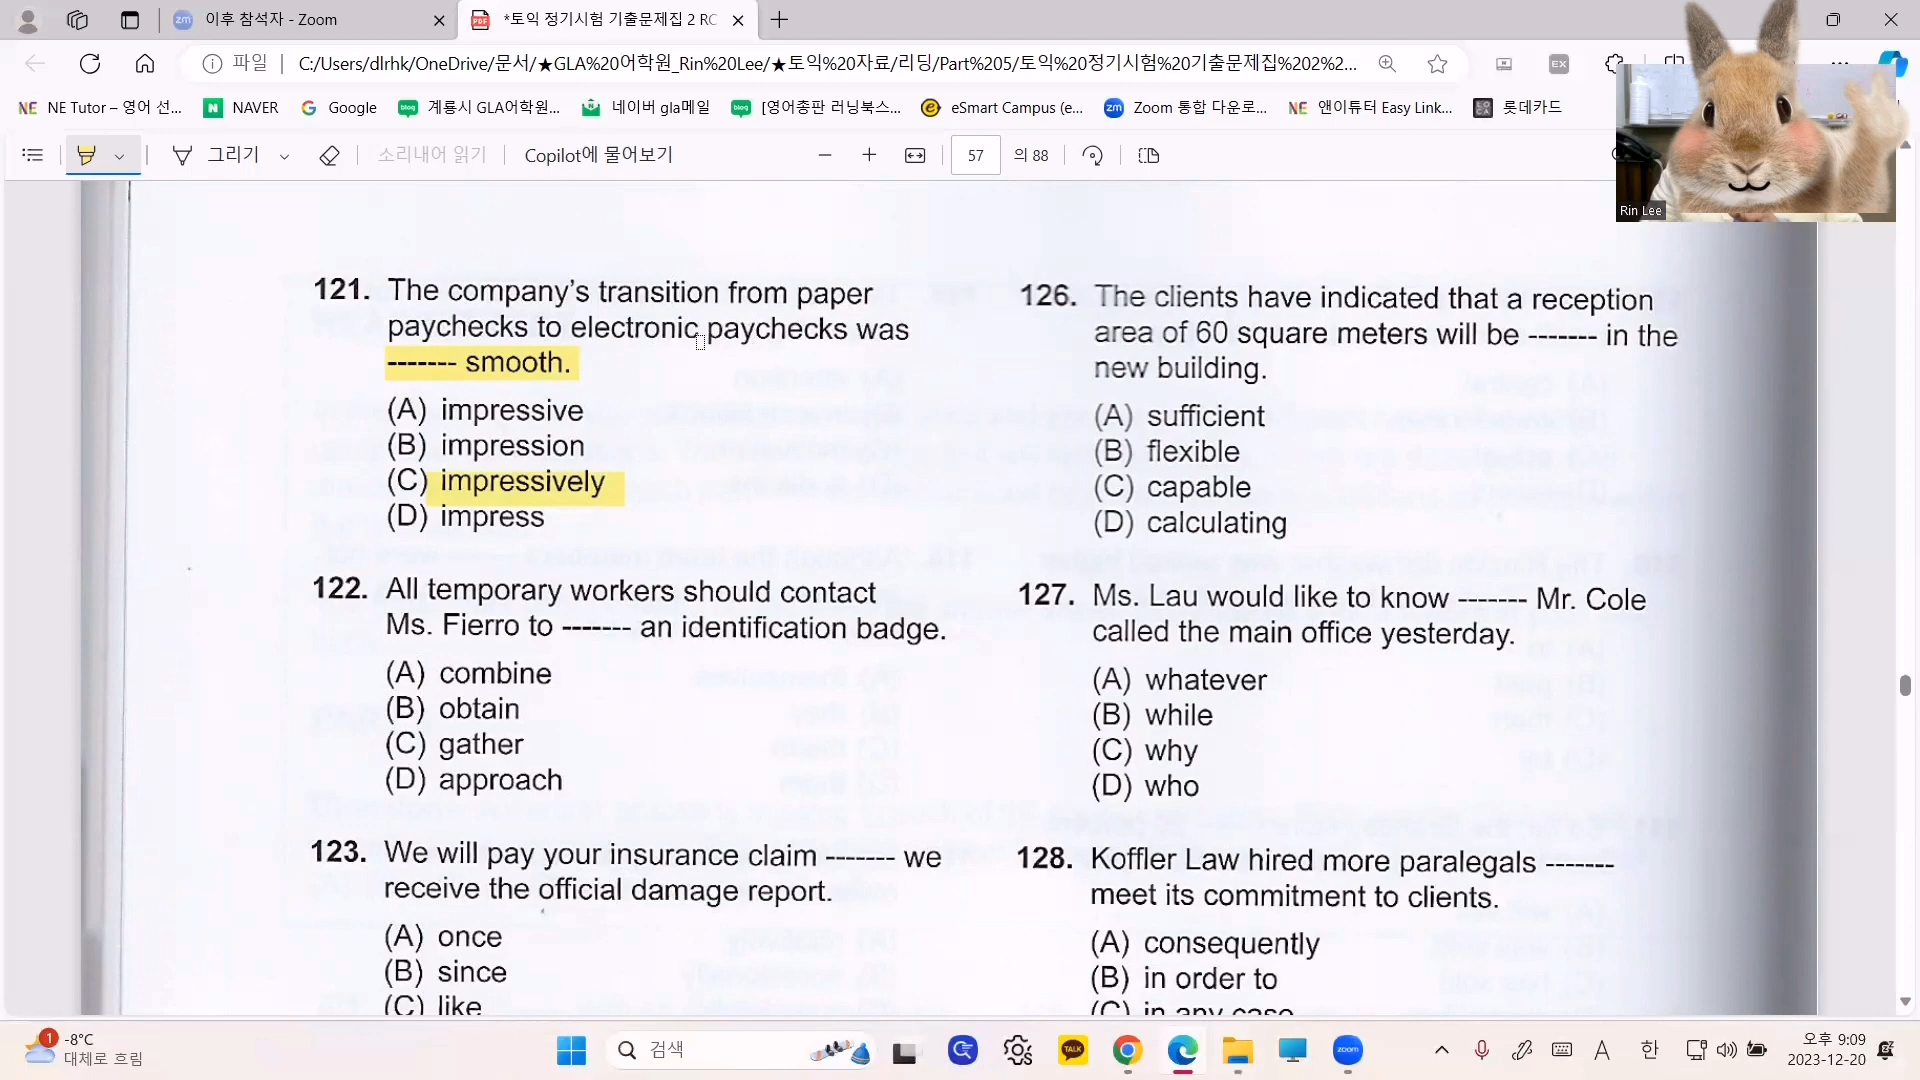 이후 참석자 - Zoom
*토익 정기시험 기출문제집 2 RC
파일
C:/Users/dlrhk/OneDrive/문서/★GLA%20어학원_Rin%20Lee/★토익%20자료/리딩/Part%205/토익%20정기시험%20기출문제집%202%2...
NE Tutor – 영어 선...
NAVER
Google
계룡시 GLA어학원...
네이버 gla메일
[영어총판 러닝북스...
eSmart Campus (e...
Zoom 통합 다운로...
앤이튜터 Easy Link...
롯데카드
그리기
소리내어 읽기
Copilot에 물어보기
57
의 88
Rin Lee
121. The company's transition from paper
paychecks to electronic paychecks was
------- smooth.
(A) impressive
(B) impression
(C) impressively
(D) impress
122. All temporary workers should contact
Ms. Fierro to ------- an identification badge.
(A) combine
(B) obtain
(C) gather
(D) approach
123. We will pay your insurance claim ------- we
receive the official damage report.
(A) once
(B) since
(C) like
126. The clients have indicated that a reception
area of 60 square meters will be ------- in the
new building.
(A) sufficient
(B) flexible
(C) capable
(D) calculating
127. Ms. Lau would like to know ------- Mr. Cole
called the main office yesterday.
(A) whatever
(B) while
(C) why
(D) who
128. Koffler Law hired more paralegals -------
meet its commitment to clients.
(A) consequently
(B) in order to
(C) in any case
1
-8°C
대체로 흐림
검색
TALK
zoom
A
한
오후 9:09
2023-12-20